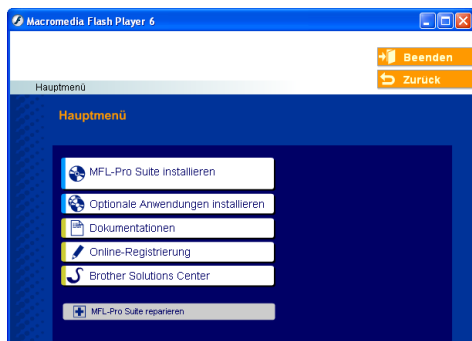 Macromedia Flash Player 6
Beenden
Zurück
Hauptmenü
Hauptmenü
MFL-Pro Suite installieren
Optionale Anwendungen installieren
Dokumentationen
Online-Registrierung
Brother Solutions Center
MFL-Pro Suite reparieren